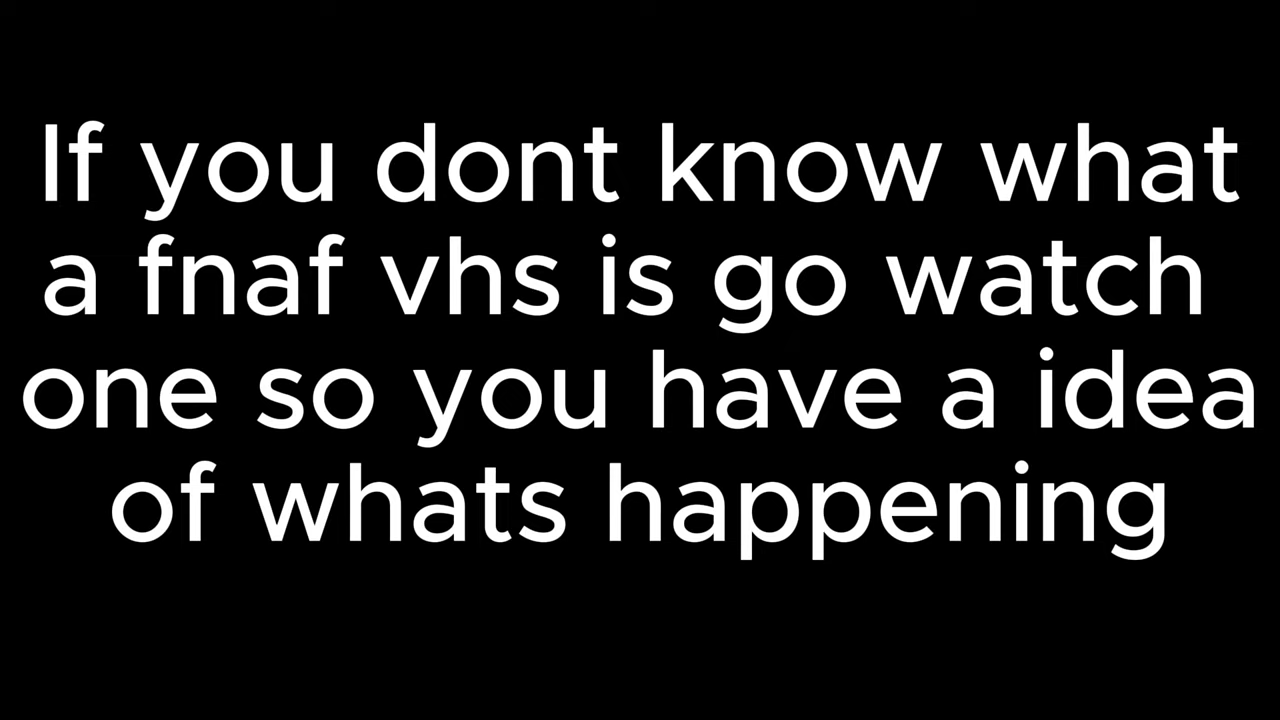 If you dont know what
a fnaf vhs is go watch
one so you have a idea
of whats happening